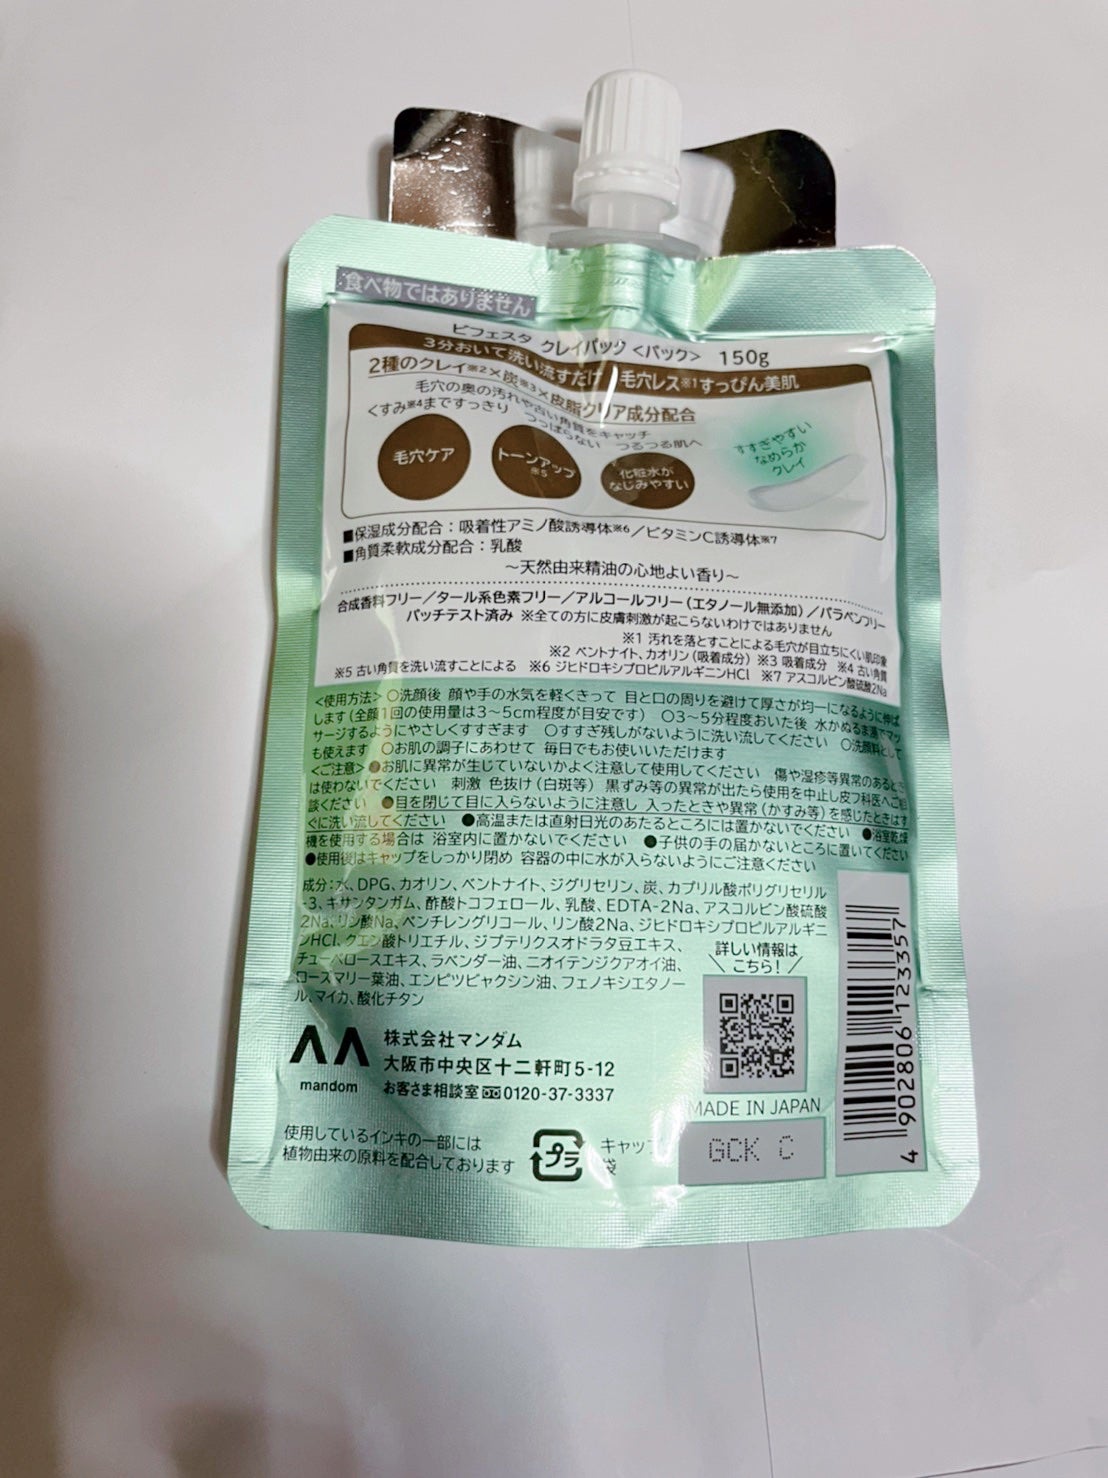 食べ物ではありません
ビフェスタ クレイパック〈パック〉 150g
3分おいて洗い流すだけ！毛穴レス※1すっぴん美肌
2種のクレイ※2×炭※3×皮脂クリア成分配合
毛穴の奥の汚れや古い角質をキャッチ
くすみ※4まですっきり つっぱらない つるつる肌へ
毛穴ケア
トーンアップ
※5
化粧水が
なじみやすい
すすぎやすい
なめらか
クレイ
■保湿成分配合：吸着性アミノ酸誘導体※6／ビタミンC誘導体※7
■角質柔軟成分配合：乳酸
～天然由来精油の心地よい香り～
合成香料フリー／タール系色素フリー／アルコールフリー（エタノール無添加）／パラベンフリー
パッチテスト済み ※全ての方に皮膚刺激が起こらないわけではありません
※1 汚れを落とすことによる毛穴が目立ちにくい肌印象
※2 ベントナイト、カオリン（吸着成分） ※3 吸着成分 ※4 古い角質
※5 古い角質を洗い流すことによる ※6 ジヒドロキシプロピルアルギニンHCl ※7 アスコルビン酸硫酸2Na
＜使用方法＞ ○洗顔後 顔や手の水気を軽くきって 目と口の周りを避けて厚さが均一になるように伸ば
します（全顔1回の使用量は3～5cm程度が目安です） ○3～5分程度おいた後 水かぬるま湯でマッ
サージするようにやさしくすすぎます ○すすぎ残しがないように洗い流してください ○洗顔料として
も使えます ○お肌の調子にあわせて 毎日でもお使いいただけます
＜ご注意＞ ●お肌に異常が生じていないかよく注意して使用してください 傷や湿疹等異常のあるとき
は使わないでください 刺激 色抜け（白斑等） 黒ずみ等の異常が出たら使用を中止し皮フ科医へご相
談ください ●目を閉じて目に入らないように注意し 入ったときや異常（かすみ等）を感じたときはす
ぐに洗い流してください ●高温または直射日光のあたるところには置かないでください ●浴室乾燥
機を使用する場合は 浴室内に置かないでください ●子供の手の届かないところに置いてください
●使用後はキャップをしっかり閉め 容器の中に水が入らないようにご注意ください
成分：水、DPG、カオリン、ベントナイト、ジグリセリン、炭、カプリル酸ポリグリセリル
-3、キサンタンガム、酢酸トコフェロール、乳酸、EDTA-2Na、アスコルビン酸硫酸
2Na、リン酸Na、ペンチレングリコール、リン酸2Na、ジヒドロキシプロピルアルギニ
ンHCl、クエン酸トリエチル、ジプテリクスオドラタ豆エキス、
チューベロースエキス、ラベンダー油、ニオイテンジクアオイ油、
ローズマリー葉油、エンピツビャクシン油、フェノキシエタノー
ル、マイカ、酸化チタン
詳しい情報は
こちら！
mandom
株式会社マンダム
大阪市中央区十二軒町5-12
お客さま相談室 0120-37-3337
MADE IN JAPAN
GCK C
使用しているインキの一部には
植物由来の原料を配合しております
プラ
キャップ
袋
4 902806 123357